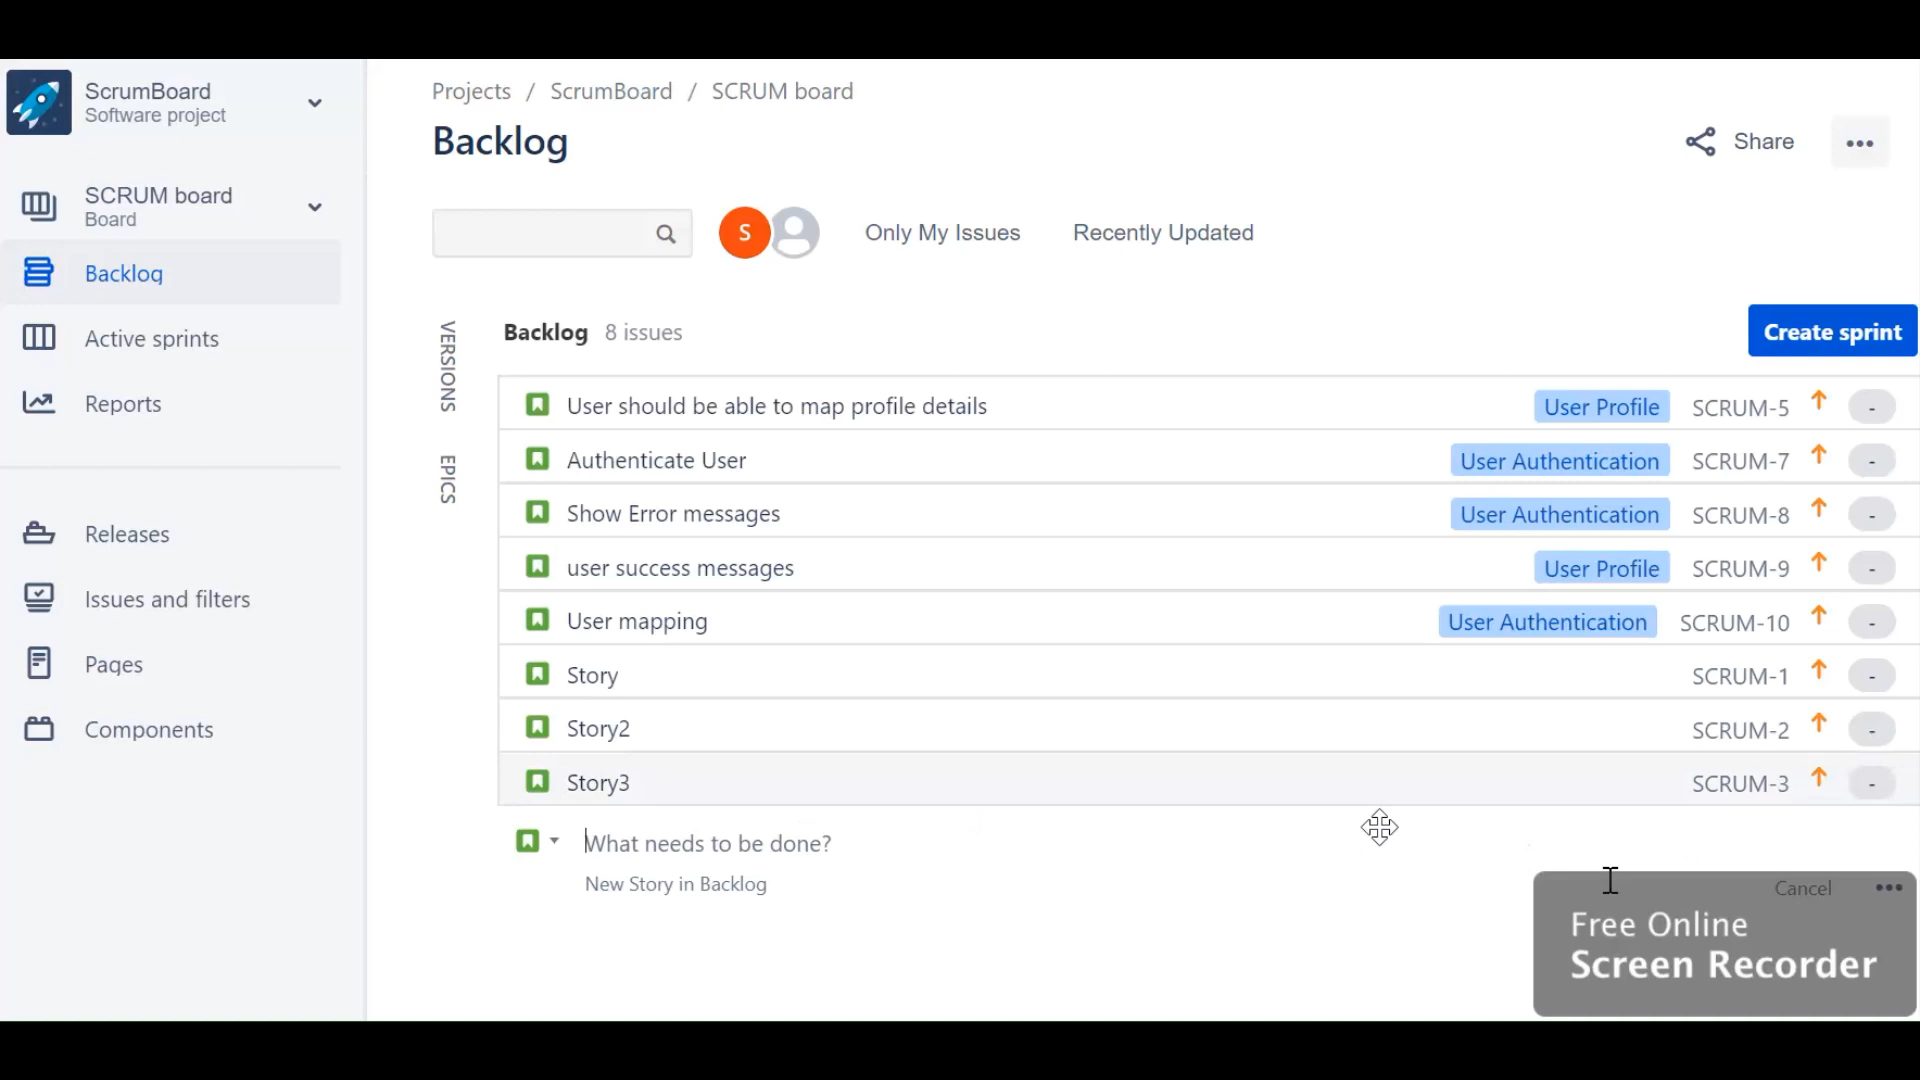 ScrumBoard
Software project
SCRUM board
Board
Backlog
Active sprints
Reports
Releases
Issues and filters
Pages
Components
Projects / ScrumBoard / SCRUM board
Backlog
Share
S
Only My Issues
Recently Updated
VERSIONS
EPICS
Backlog 8 issues
Create sprint
User should be able to map profile details User Profile SCRUM-5 -
Authenticate User User Authentication SCRUM-7 -
Show Error messages User Authentication SCRUM-8 -
user success messages User Profile SCRUM-9 -
User mapping User Authentication SCRUM-10 -
Story SCRUM-1 -
Story2 SCRUM-2 -
Story3 SCRUM-3 -
What needs to be done?
New Story in Backlog
Cancel
Free Online
Screen Recorder